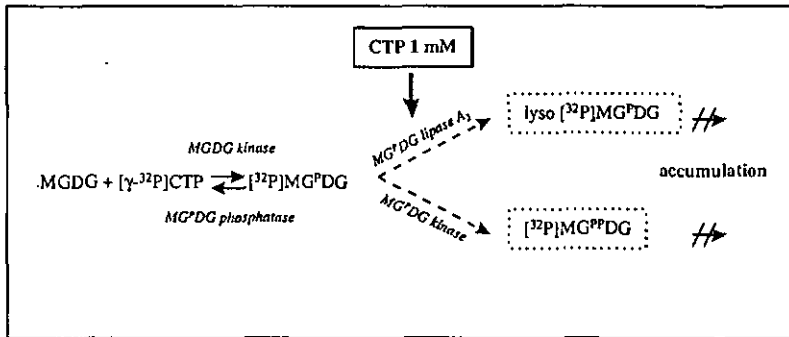 CTP 1 mM
lyso [³²P]MGᴾDG
MGᴾDG lipase A₂
MGDG kinase
.MGDG + [γ-³²P]CTP ⇌ [³²P]MGᴾDG
accumulation
MGᴾDG phosphatase
MGᴾDG kinase
[³²P]MGᴾᴾDG